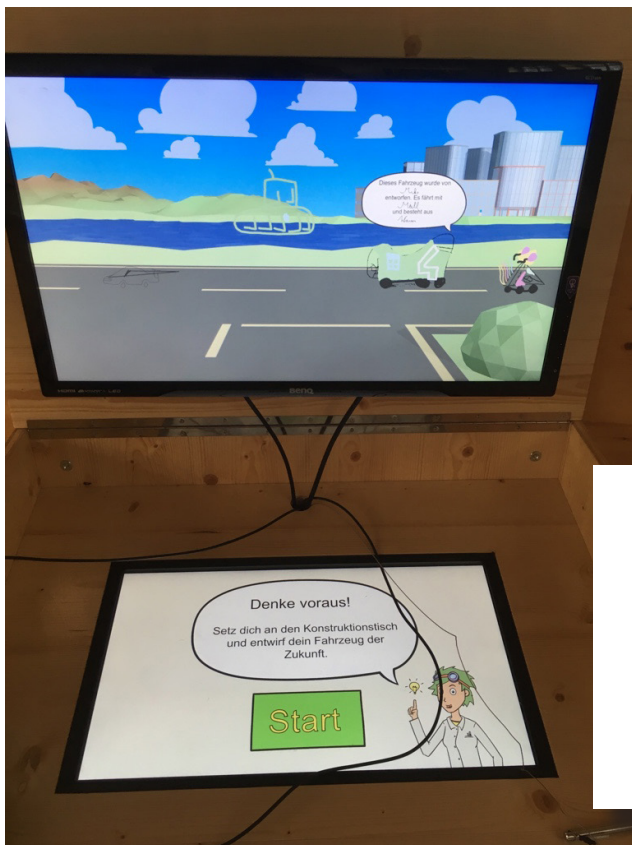 Dieses Fahrzeug wurde von
entworfen. Es fährt mit
und besteht aus
BenQ
HDMI
Denke voraus!
Setz dich an den Konstruktionstisch
und entwirf dein Fahrzeug der
Zukunft.
Start